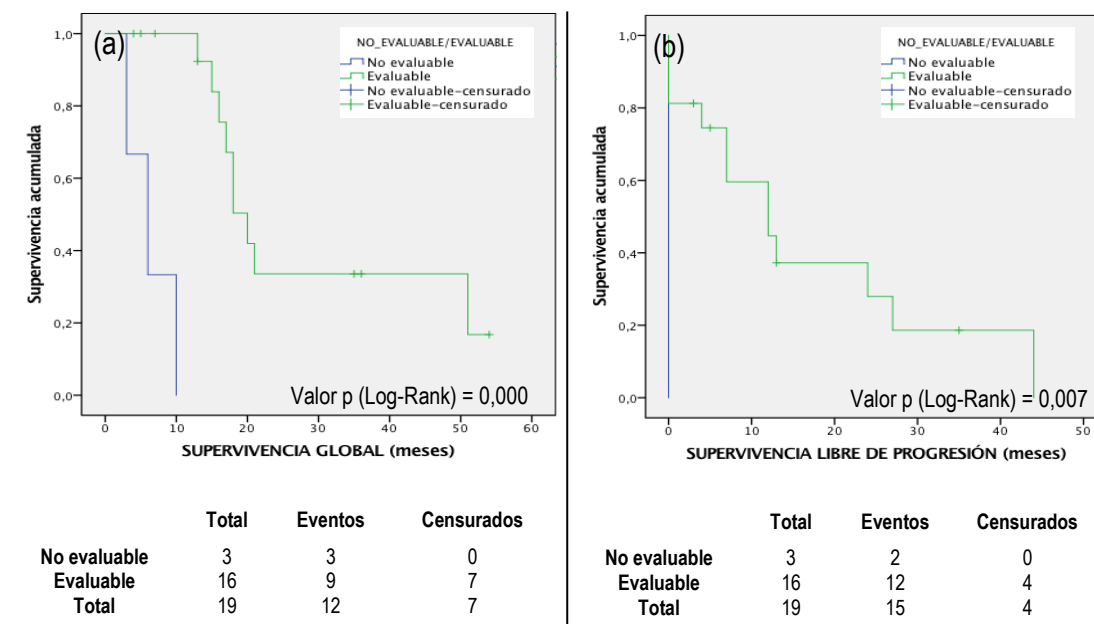 (a)
NO_EVALUABLE/EVALUABLE
No evaluable
Evaluable
No evaluable-censurado
Evaluable-censurado
Supervivencia acumulada
1,0
0,8
0,6
0,4
0,2
0,0
Valor p (Log-Rank) = 0,000
0 10 20 30 40 50 60
SUPERVIVENCIA GLOBAL (meses)
Total Eventos Censurados
No evaluable 3 3 0
Evaluable 16 9 7
Total 19 12 7
(b)
NO_EVALUABLE/EVALUABLE
No evaluable
Evaluable
No evaluable-censurado
Evaluable-censurado
Supervivencia acumulada
1,0
0,8
0,6
0,4
0,2
0,0
Valor p (Log-Rank) = 0,007
0 10 20 30 40 50
SUPERVIVENCIA LIBRE DE PROGRESIÓN (meses)
Total Eventos Censurados
No evaluable 3 2 0
Evaluable 16 12 4
Total 19 15 4